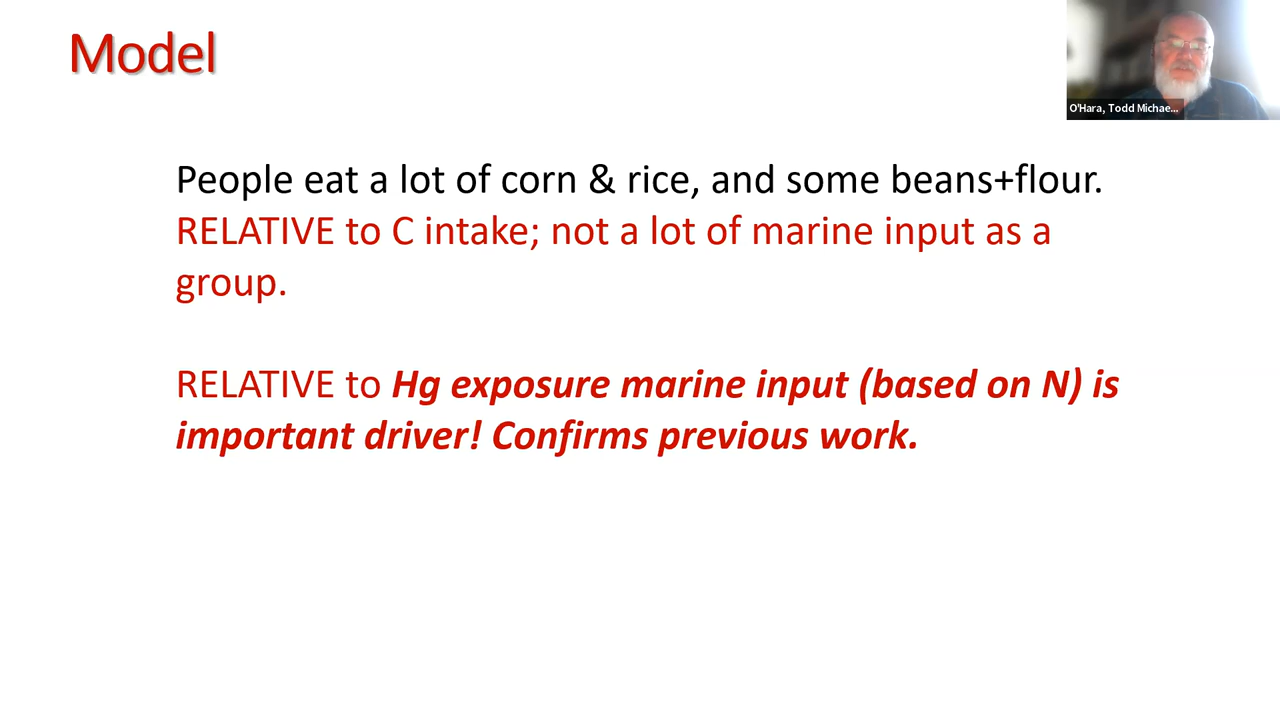 Model
O'Hara, Todd Michae...
People eat a lot of corn & rice, and some beans+flour.
RELATIVE to C intake; not a lot of marine input as a
group.
RELATIVE to Hg exposure marine input (based on N) is
important driver! Confirms previous work.